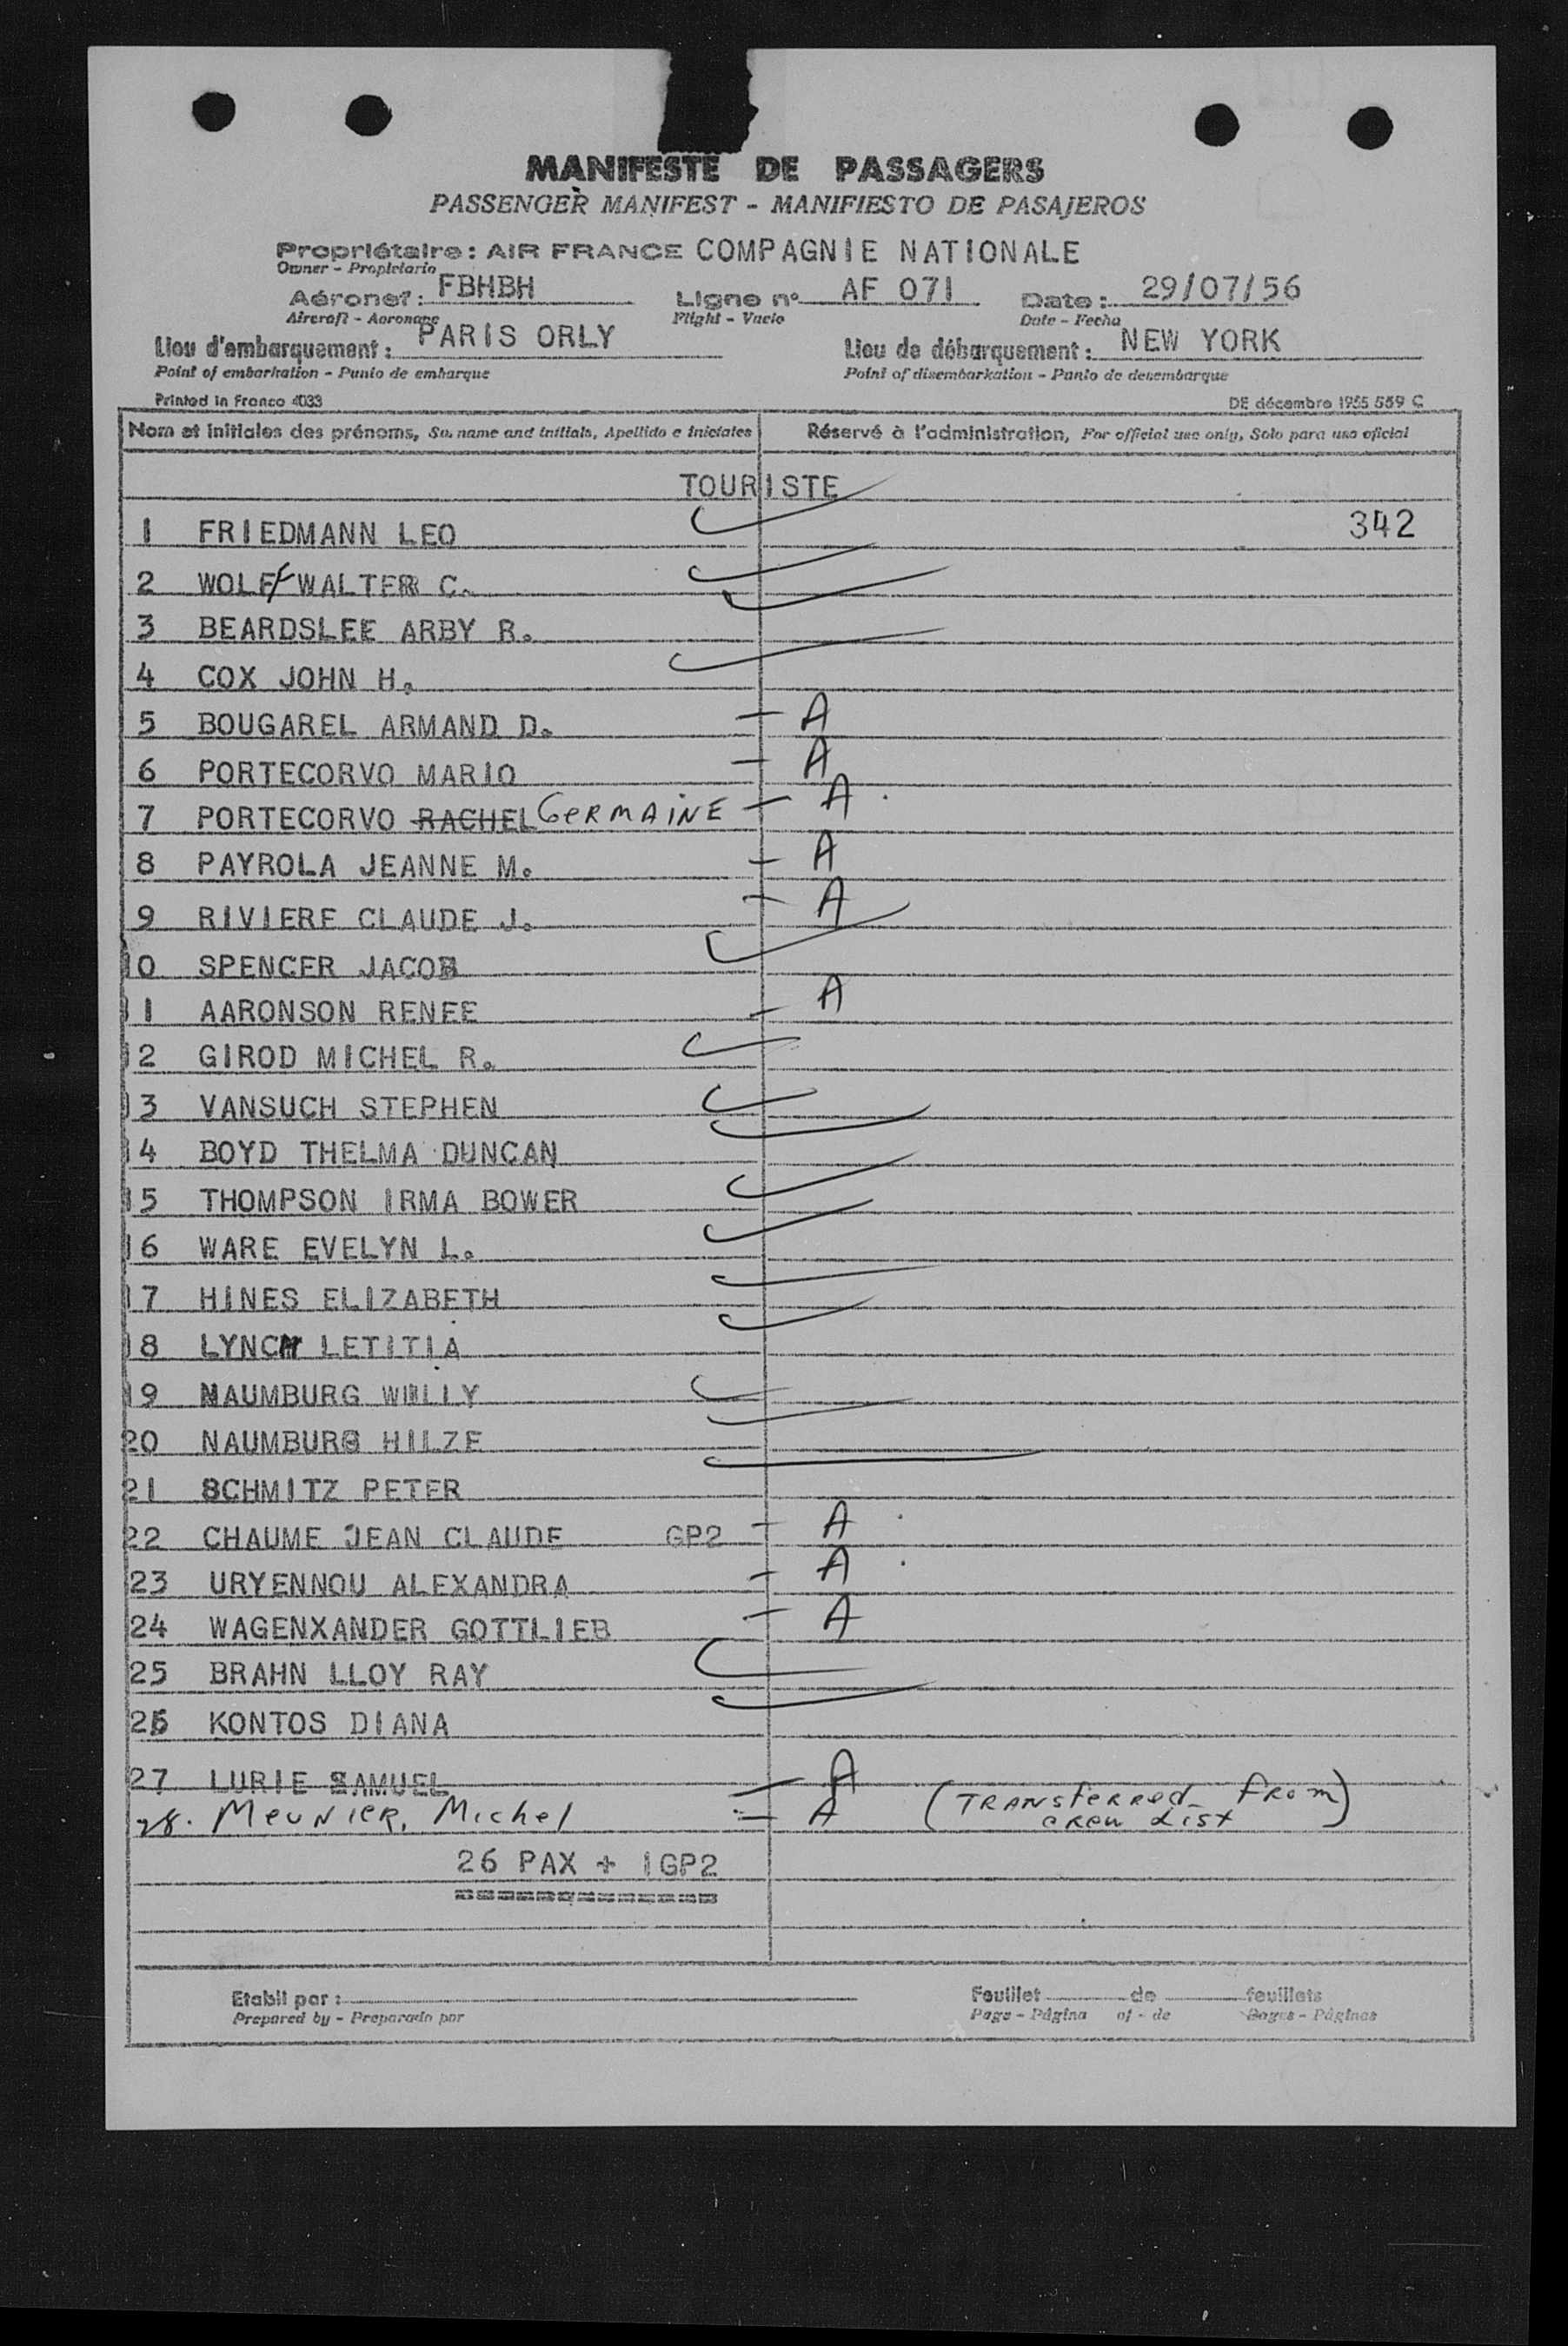 MANIFESTE DE PASSAGERS
PASSENGER MANIFEST - MANIFIESTO DE PASAJEROS
Propriétaire : AIR FRANCE COMPAGNIE NATIONALE
Owner - Propietario
Aéronef : FBHBH Ligne n° AF 071 Date : 29/07/56
Aircraft - Aeronave Flight - Vuelo Date - Fecha
Lieu d'embarquement : PARIS ORLY Lieu de débarquement : NEW YORK
Point of embarkation - Punto de embarque Point of disembarkation - Punto de desembarque
Printed in France 4033 DE décembre 1955 559 C
Nom et initiales des prénoms, Surname and initials, Apellido e iniciales Réservé à l'administration, For official use only, Solo para uso oficial
TOURISTE
1 FRIEDMANN LEO 342
2 WOLFF WALTER C.
3 BEARDSLEE ARBY R.
4 COX JOHN H.
5 BOUGAREL ARMAND D. — A
6 PORTECORVO MARIO — A
7 PORTECORVO RACHEL GERMAINE — A
8 PAYROLA JEANNE M. — A
9 RIVIERE CLAUDE J. — A
10 SPENCER JACOB
11 AARONSON RENEE — A
12 GIROD MICHEL R.
13 VANSUCH STEPHEN
14 BOYD THELMA DUNCAN
15 THOMPSON IRMA BOWER
16 WARE EVELYN L.
17 HINES ELIZABETH
18 LYNCH LETITIA
19 NAUMBURG WILLY
20 NAUMBURG HILZE
21 SCHMITZ PETER
22 CHAUME JEAN CLAUDE GP2 — A
23 URYENNOU ALEXANDRA — A
24 WAGENXANDER GOTTLIEB — A
25 BRAHN LLOY RAY
26 KONTOS DIANA
27 LURIE SAMUEL — A
28. Meunier, Michel — A (TRANSferred From
crew List)
26 PAX + 1GP2
=============
Etabli par : Feuillet de feuillets
Prepared by - Preparado por Page - Página of - de Pages - Páginas